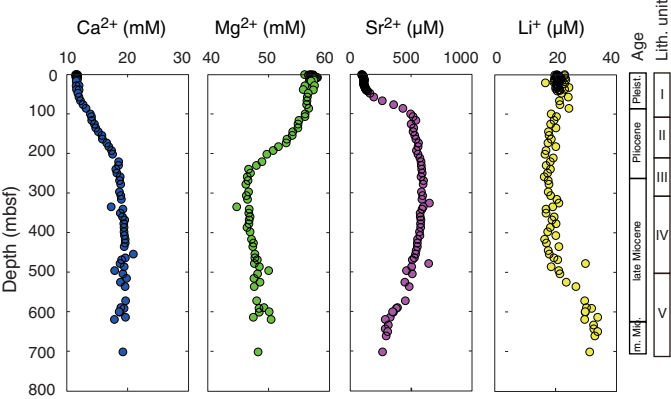 Ca2+ (mM) Mg2+ (mM) Sr2+ (µM) Li+ (µM)
10 20 30 40 50 60 0 500 1000 0 20 40
Depth (mbsf)
0
100
200
300
400
500
600
700
800
Age
Pleist.
Pliocene
late Miocene
m. Mio.
Lith. unit
I
II
III
IV
V